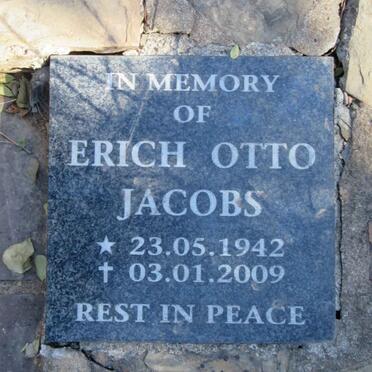 IN MEMORY
OF
ERICH OTTO
JACOBS
★ 23.05.1942
✝ 03.01.2009
REST IN PEACE